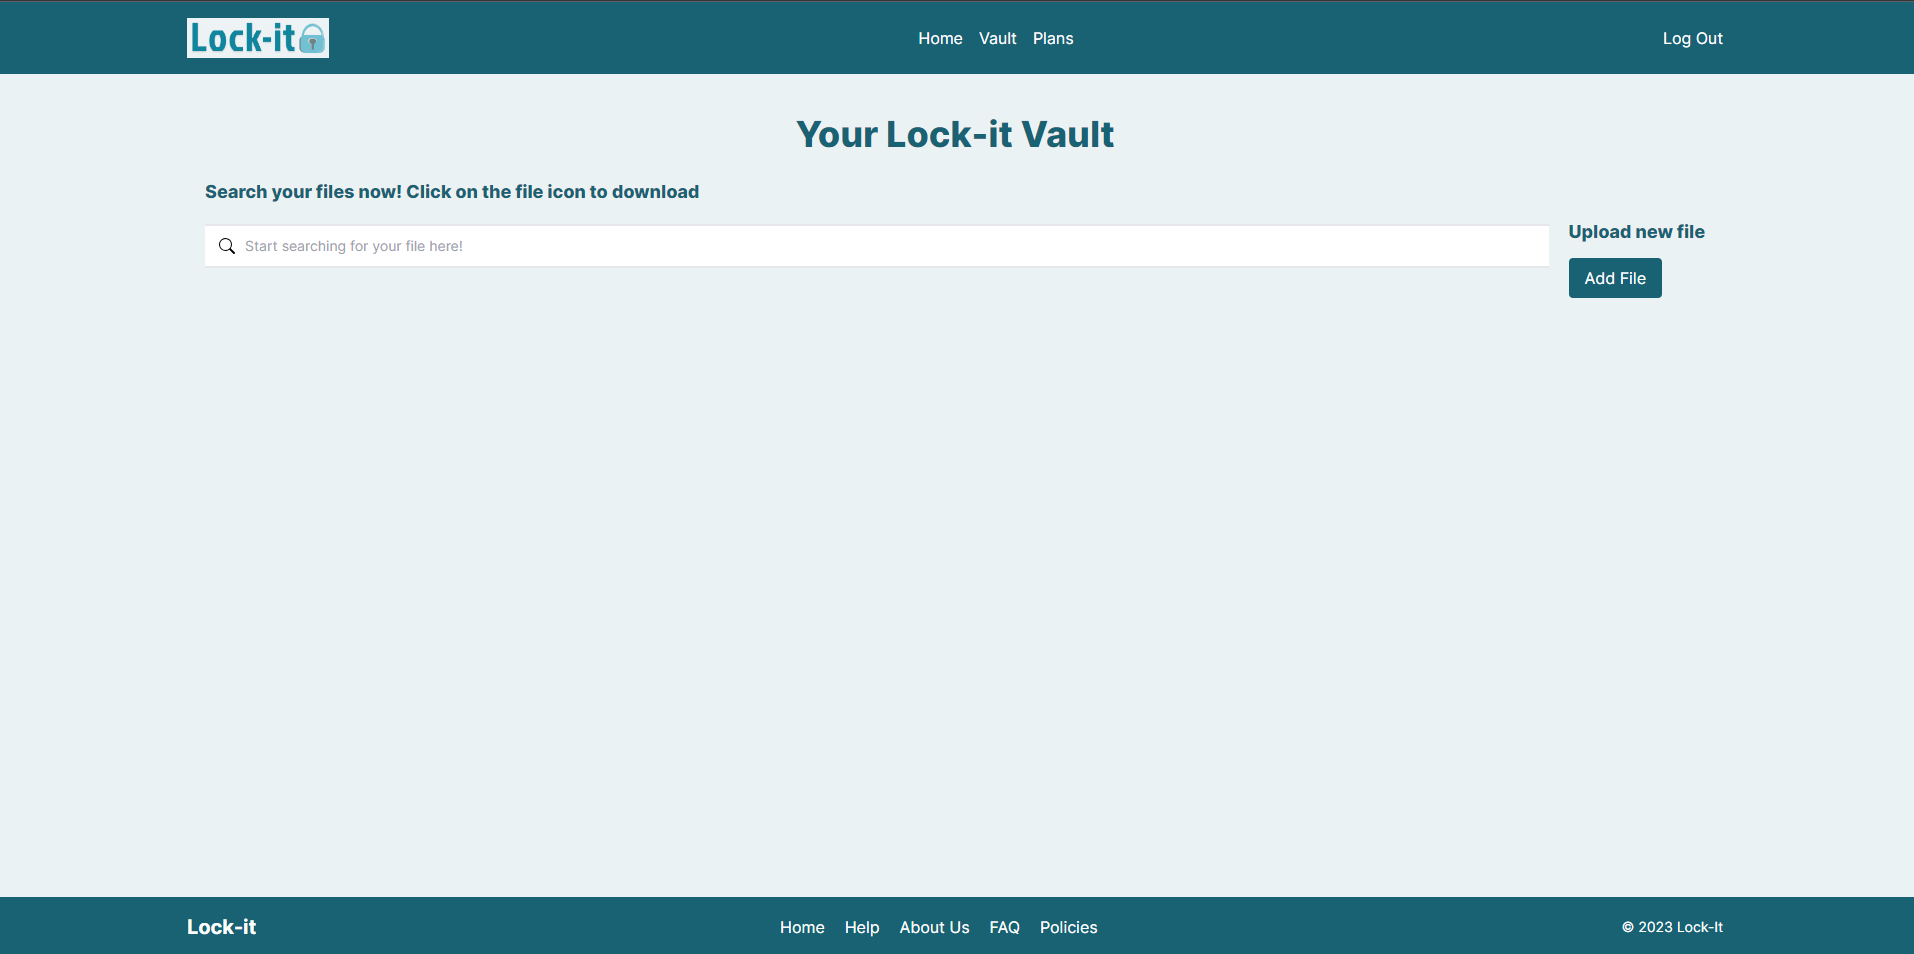 Lock-it
Home Vault Plans
Log Out
Your Lock-it Vault
Search your files now! Click on the file icon to download
Start searching for your file here!
Upload new file
Add File
Lock-it
Home Help About Us FAQ Policies
© 2023 Lock-It